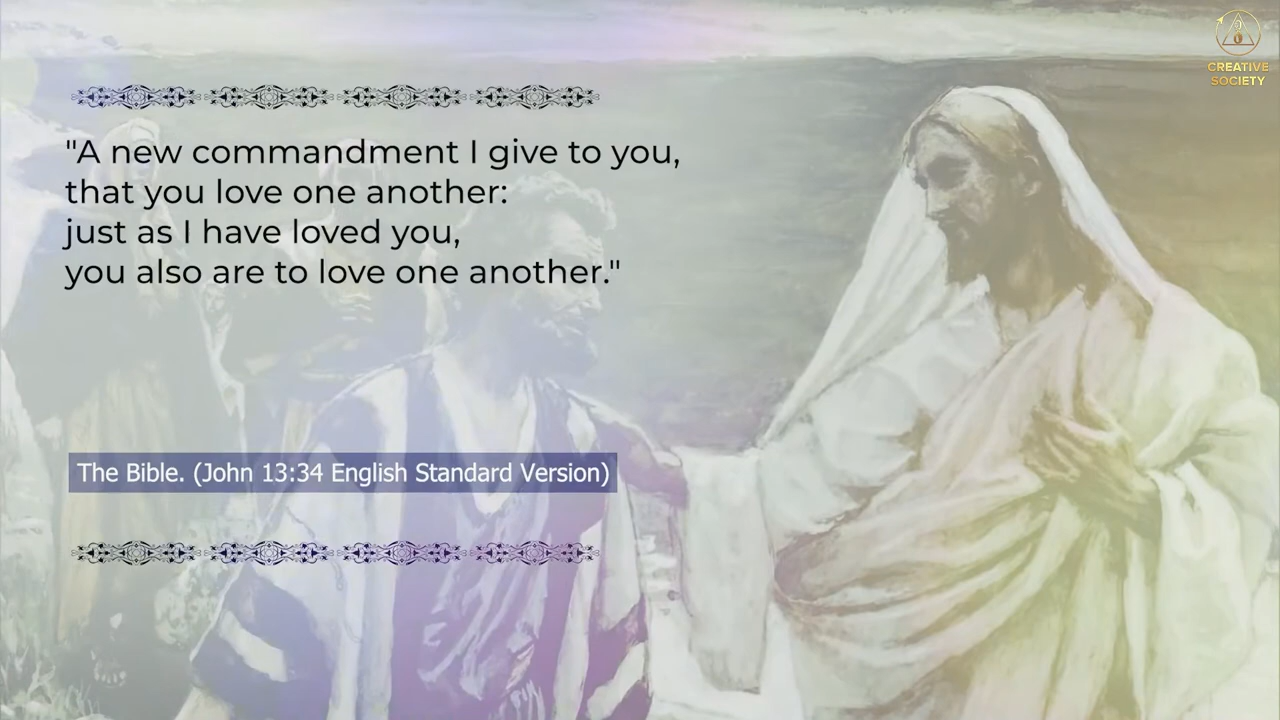 CREATIVE
SOCIETY
"A new commandment I give to you,
that you love one another:
just as I have loved you,
you also are to love one another."
The Bible. (John 13:34 English Standard Version)